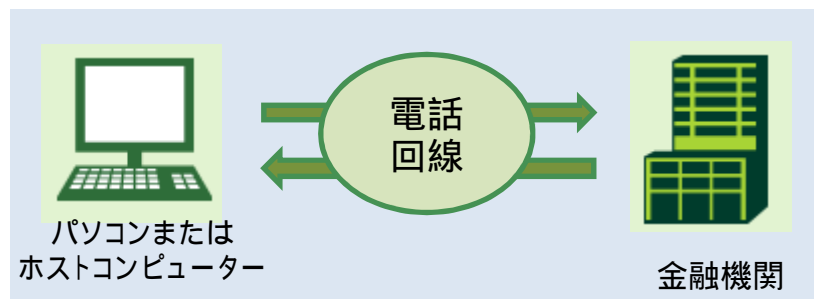 電話
回線
パソコンまたは
ホストコンピューター
金融機関